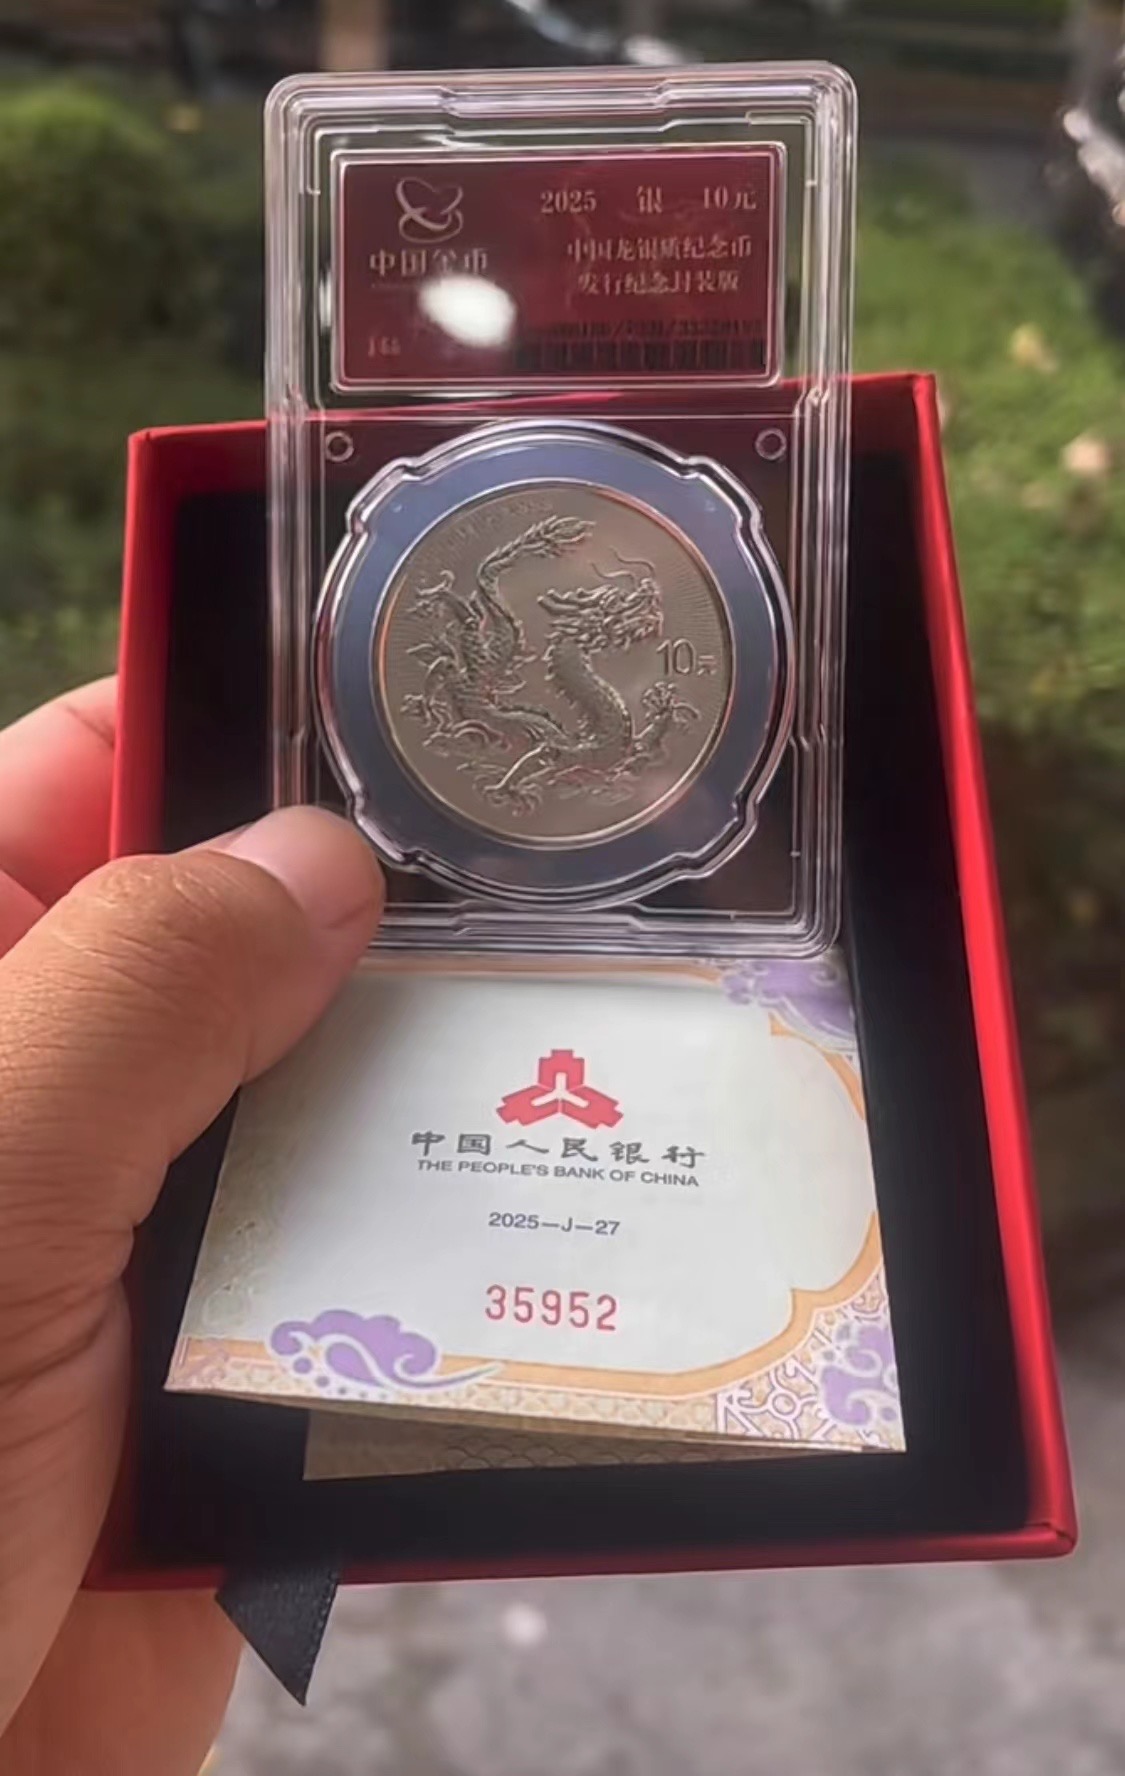 2025 银 10元
中国金币
中国龙银质纪念币
发行纪念封装版
10元
中国人民银行
THE PEOPLE'S BANK OF CHINA
2025—J—27
35952